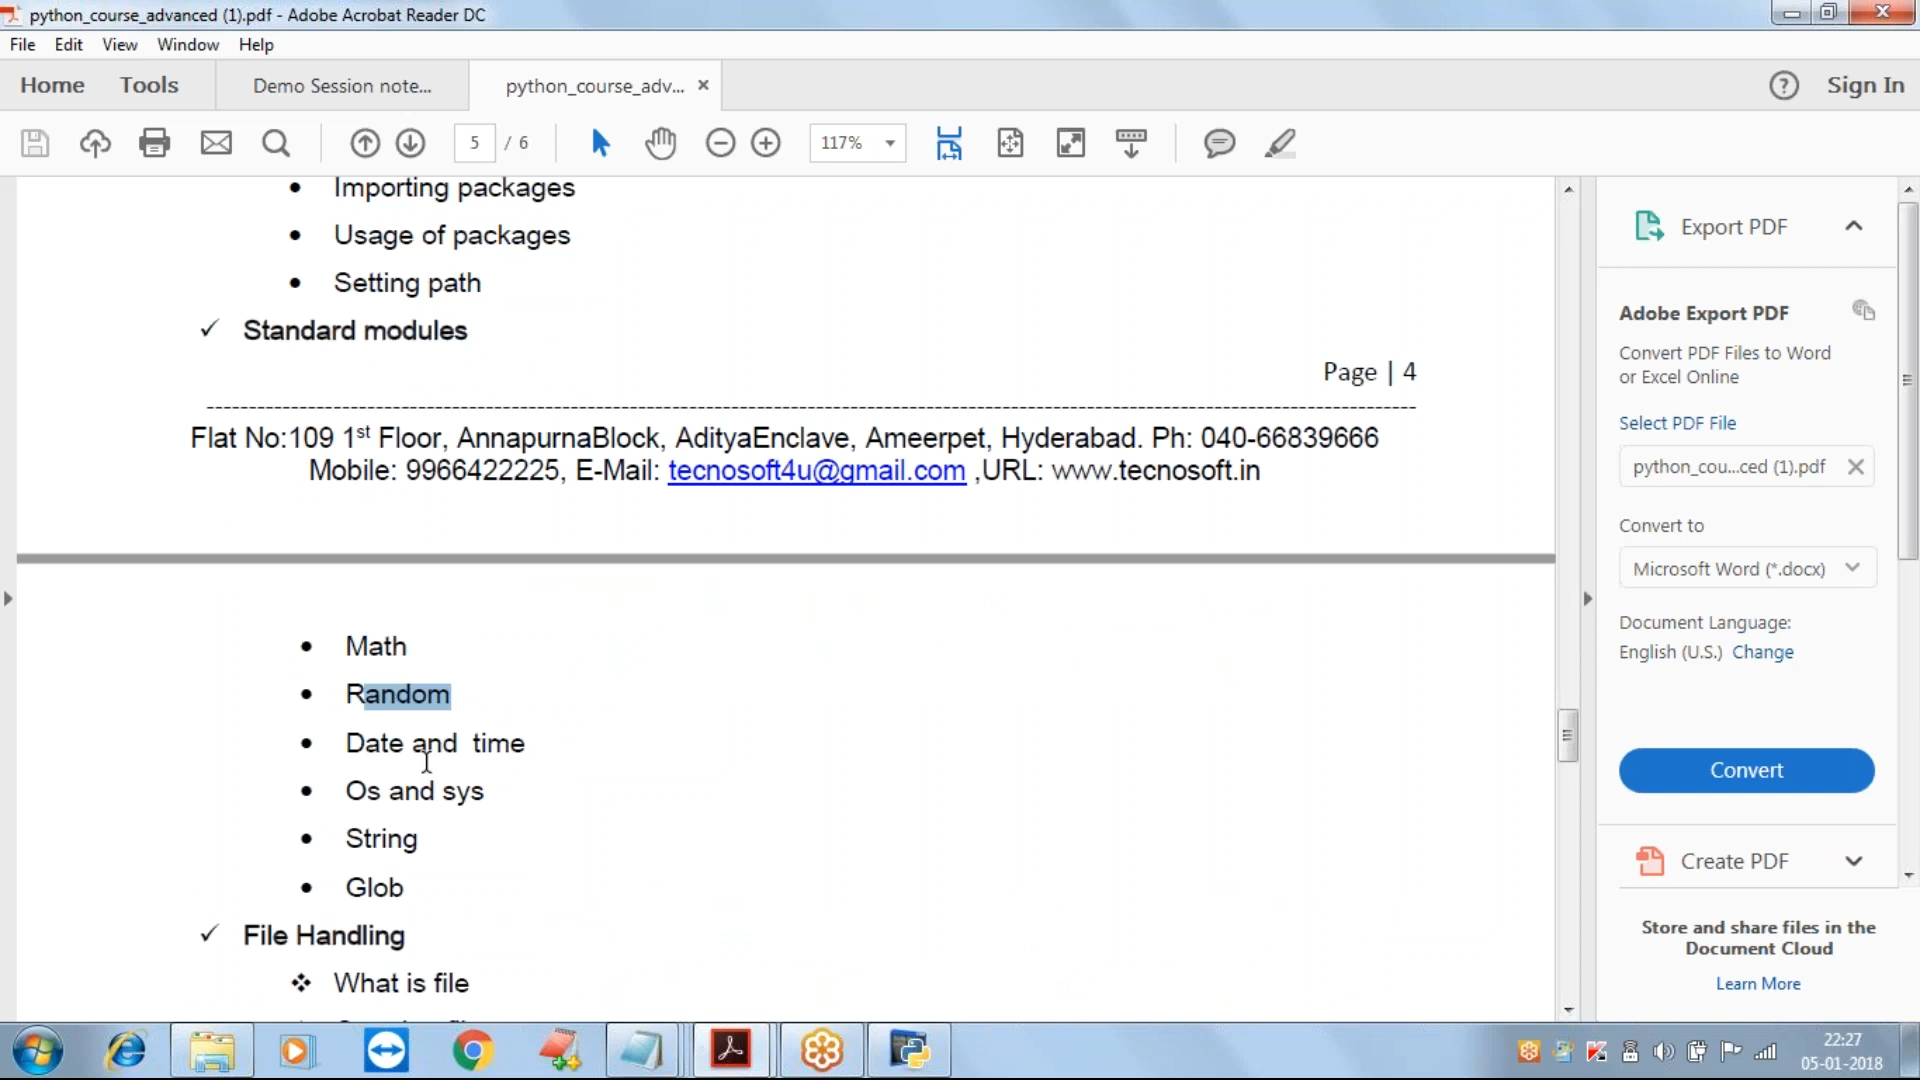 python_course_advanced (1).pdf - Adobe Acrobat Reader DC
File Edit View Window Help
Home Tools Demo Session note... python_course_adv... Sign In
5 / 6 117%
Importing packages
Usage of packages
Setting path
Standard modules
Page | 4
Flat No:109 1st Floor, AnnapurnaBlock, AdityaEnclave, Ameerpet, Hyderabad. Ph: 040-66839666
Mobile: 9966422225, E-Mail: tecnosoft4u@gmail.com ,URL: www.tecnosoft.in
Math
Random
Date and time
Os and sys
String
Glob
File Handling
What is file
Export PDF
Adobe Export PDF
Convert PDF Files to Word
or Excel Online
Select PDF File
python_cou...ced (1).pdf
Convert to
Microsoft Word (*.docx)
Document Language:
English (U.S.) Change
Convert
Create PDF
Store and share files in the
Document Cloud
Learn More
22:27
05-01-2018